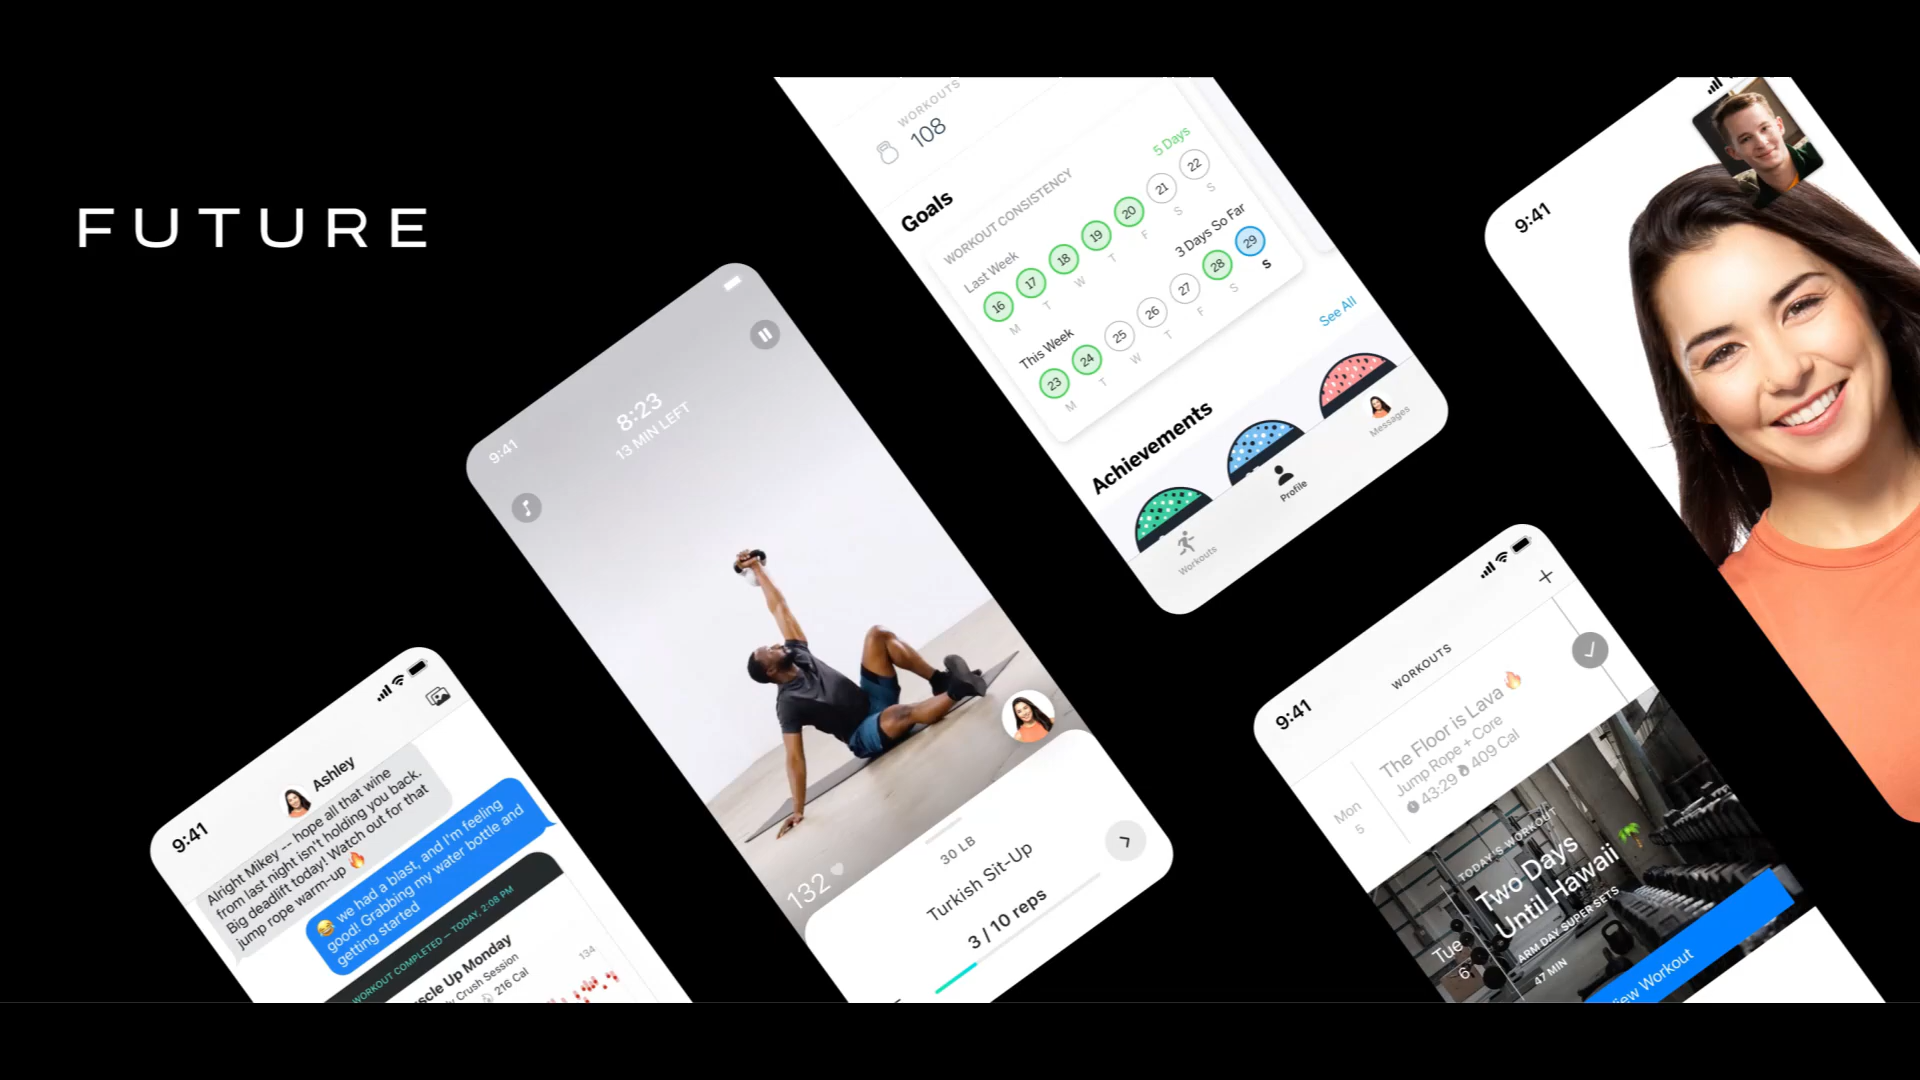 FUTURE
9:41
Ashley
Alright Mikey -- hope all that wine
from last night isn't holding you back.
Big deadlift today! Watch out for that
jump rope warm-up 🔥
😂 we had a blast, and I'm feeling
good! Grabbing my water bottle and
getting started
WORKOUT COMPLETED — TODAY, 2:08 PM
scle Up Monday
y Crush Session
216 Cal
134
9:41
8:23
13 MIN LEFT
132
30 LB
Turkish Sit-Up
3 / 10 reps
WORKOUTS
108
Goals
WORKOUT CONSISTENCY
5 Days
Last Week
16 17 18 19 20 21 22
M T W T F S S
This Week
3 Days So Far
23 24 25 26 27 28 29
M T W T F S S
Achievements
See All
Workouts
Profile
Messages
9:41
WORKOUTS
Mon
5
The Floor is Lava 🔥
Jump Rope + Core
43:29 409 Cal
Tue
6
TODAY'S WORKOUT
Two Days
Until Hawaii 🌴
ARM DAY SUPER SETS
47 MIN
iew Workout
9:41